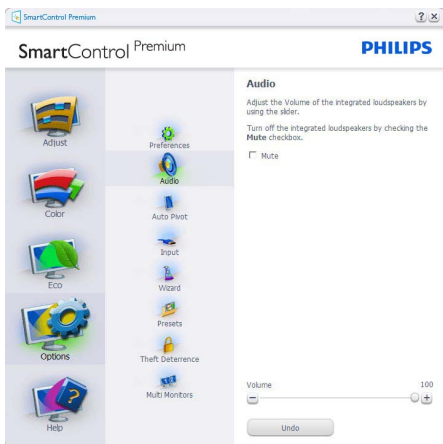 SmartControl Premium
? ×
SmartControl Premium
PHILIPS
Adjust
Color
Eco
Options
Help
Preferences
Audio
Auto Pivot
Input
Wizard
Presets
Theft Deterrence
Multi Monitors
Audio
Adjust the Volume of the integrated loudspeakers by
using the slider.
Turn off the integrated loudspeakers by checking the
Mute checkbox.
Mute
Volume 100
Undo